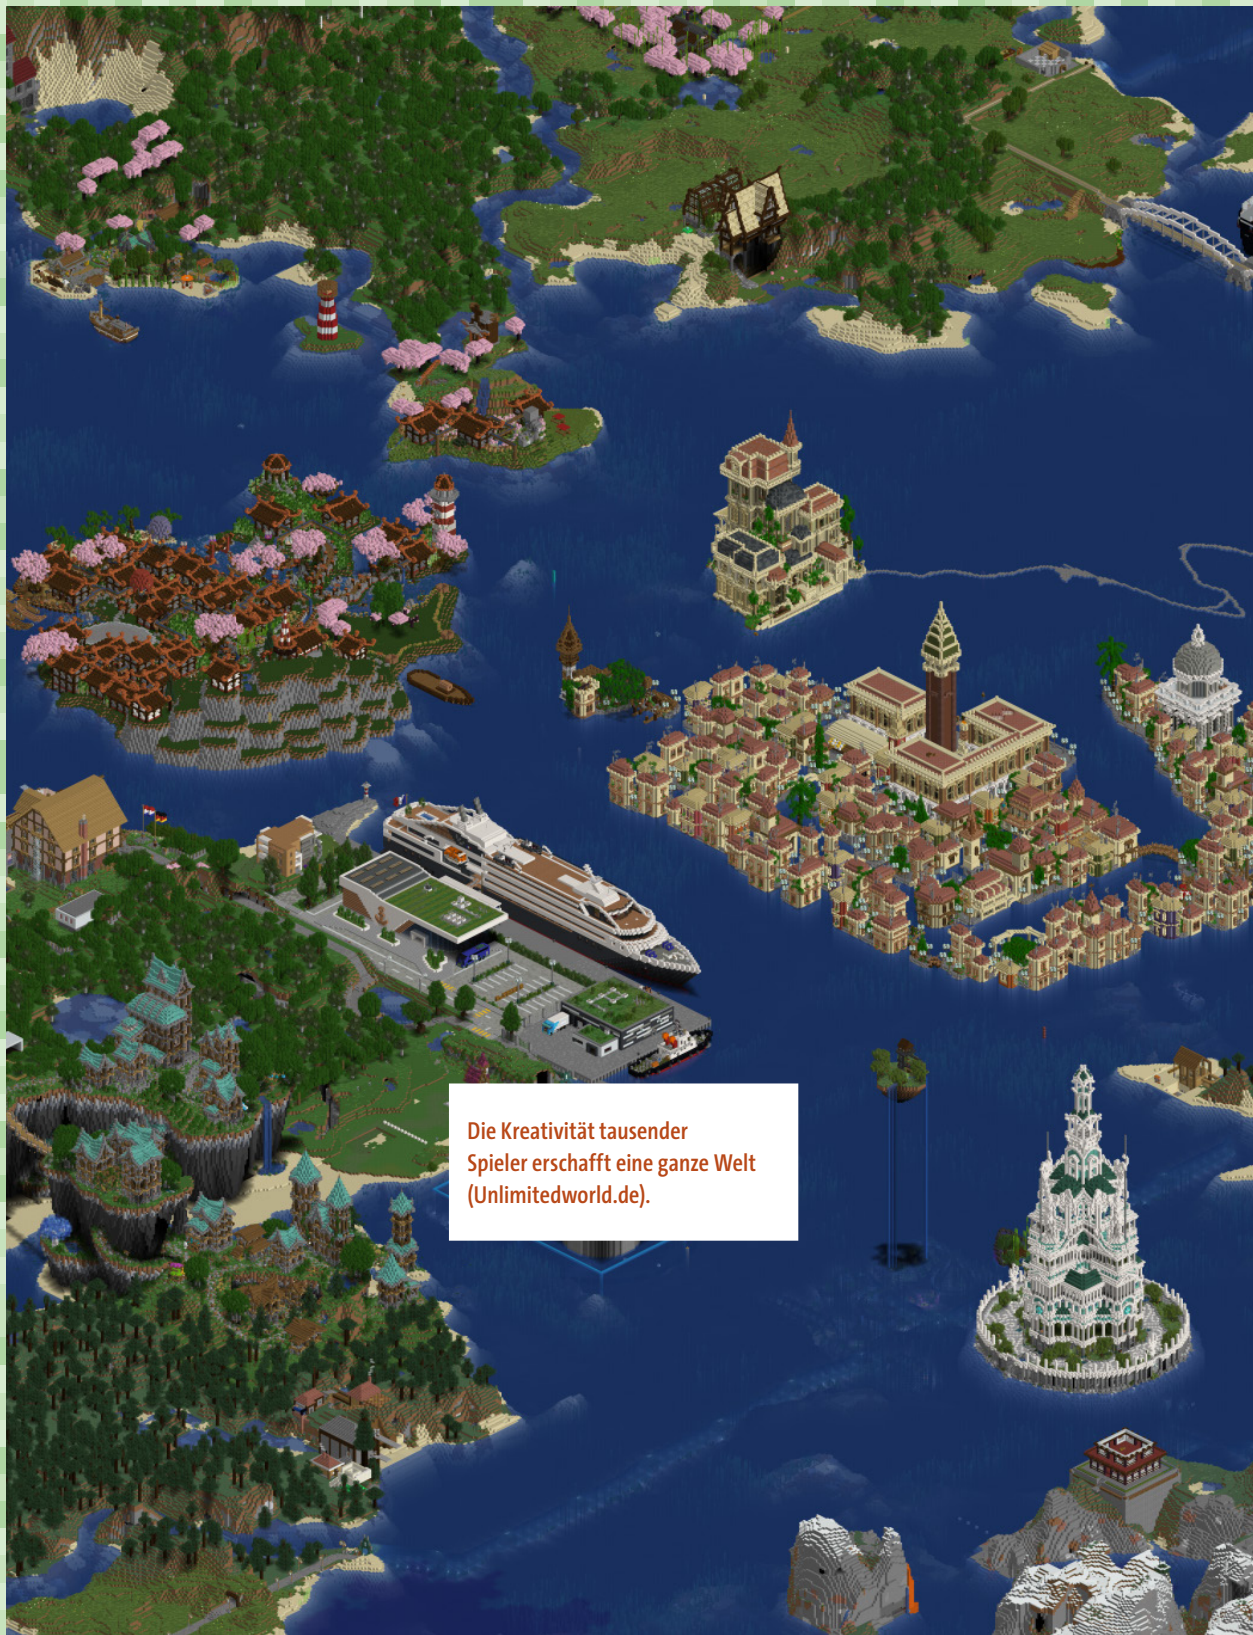 Die Kreativität tausender
Spieler erschafft eine ganze Welt
(Unlimitedworld.de).